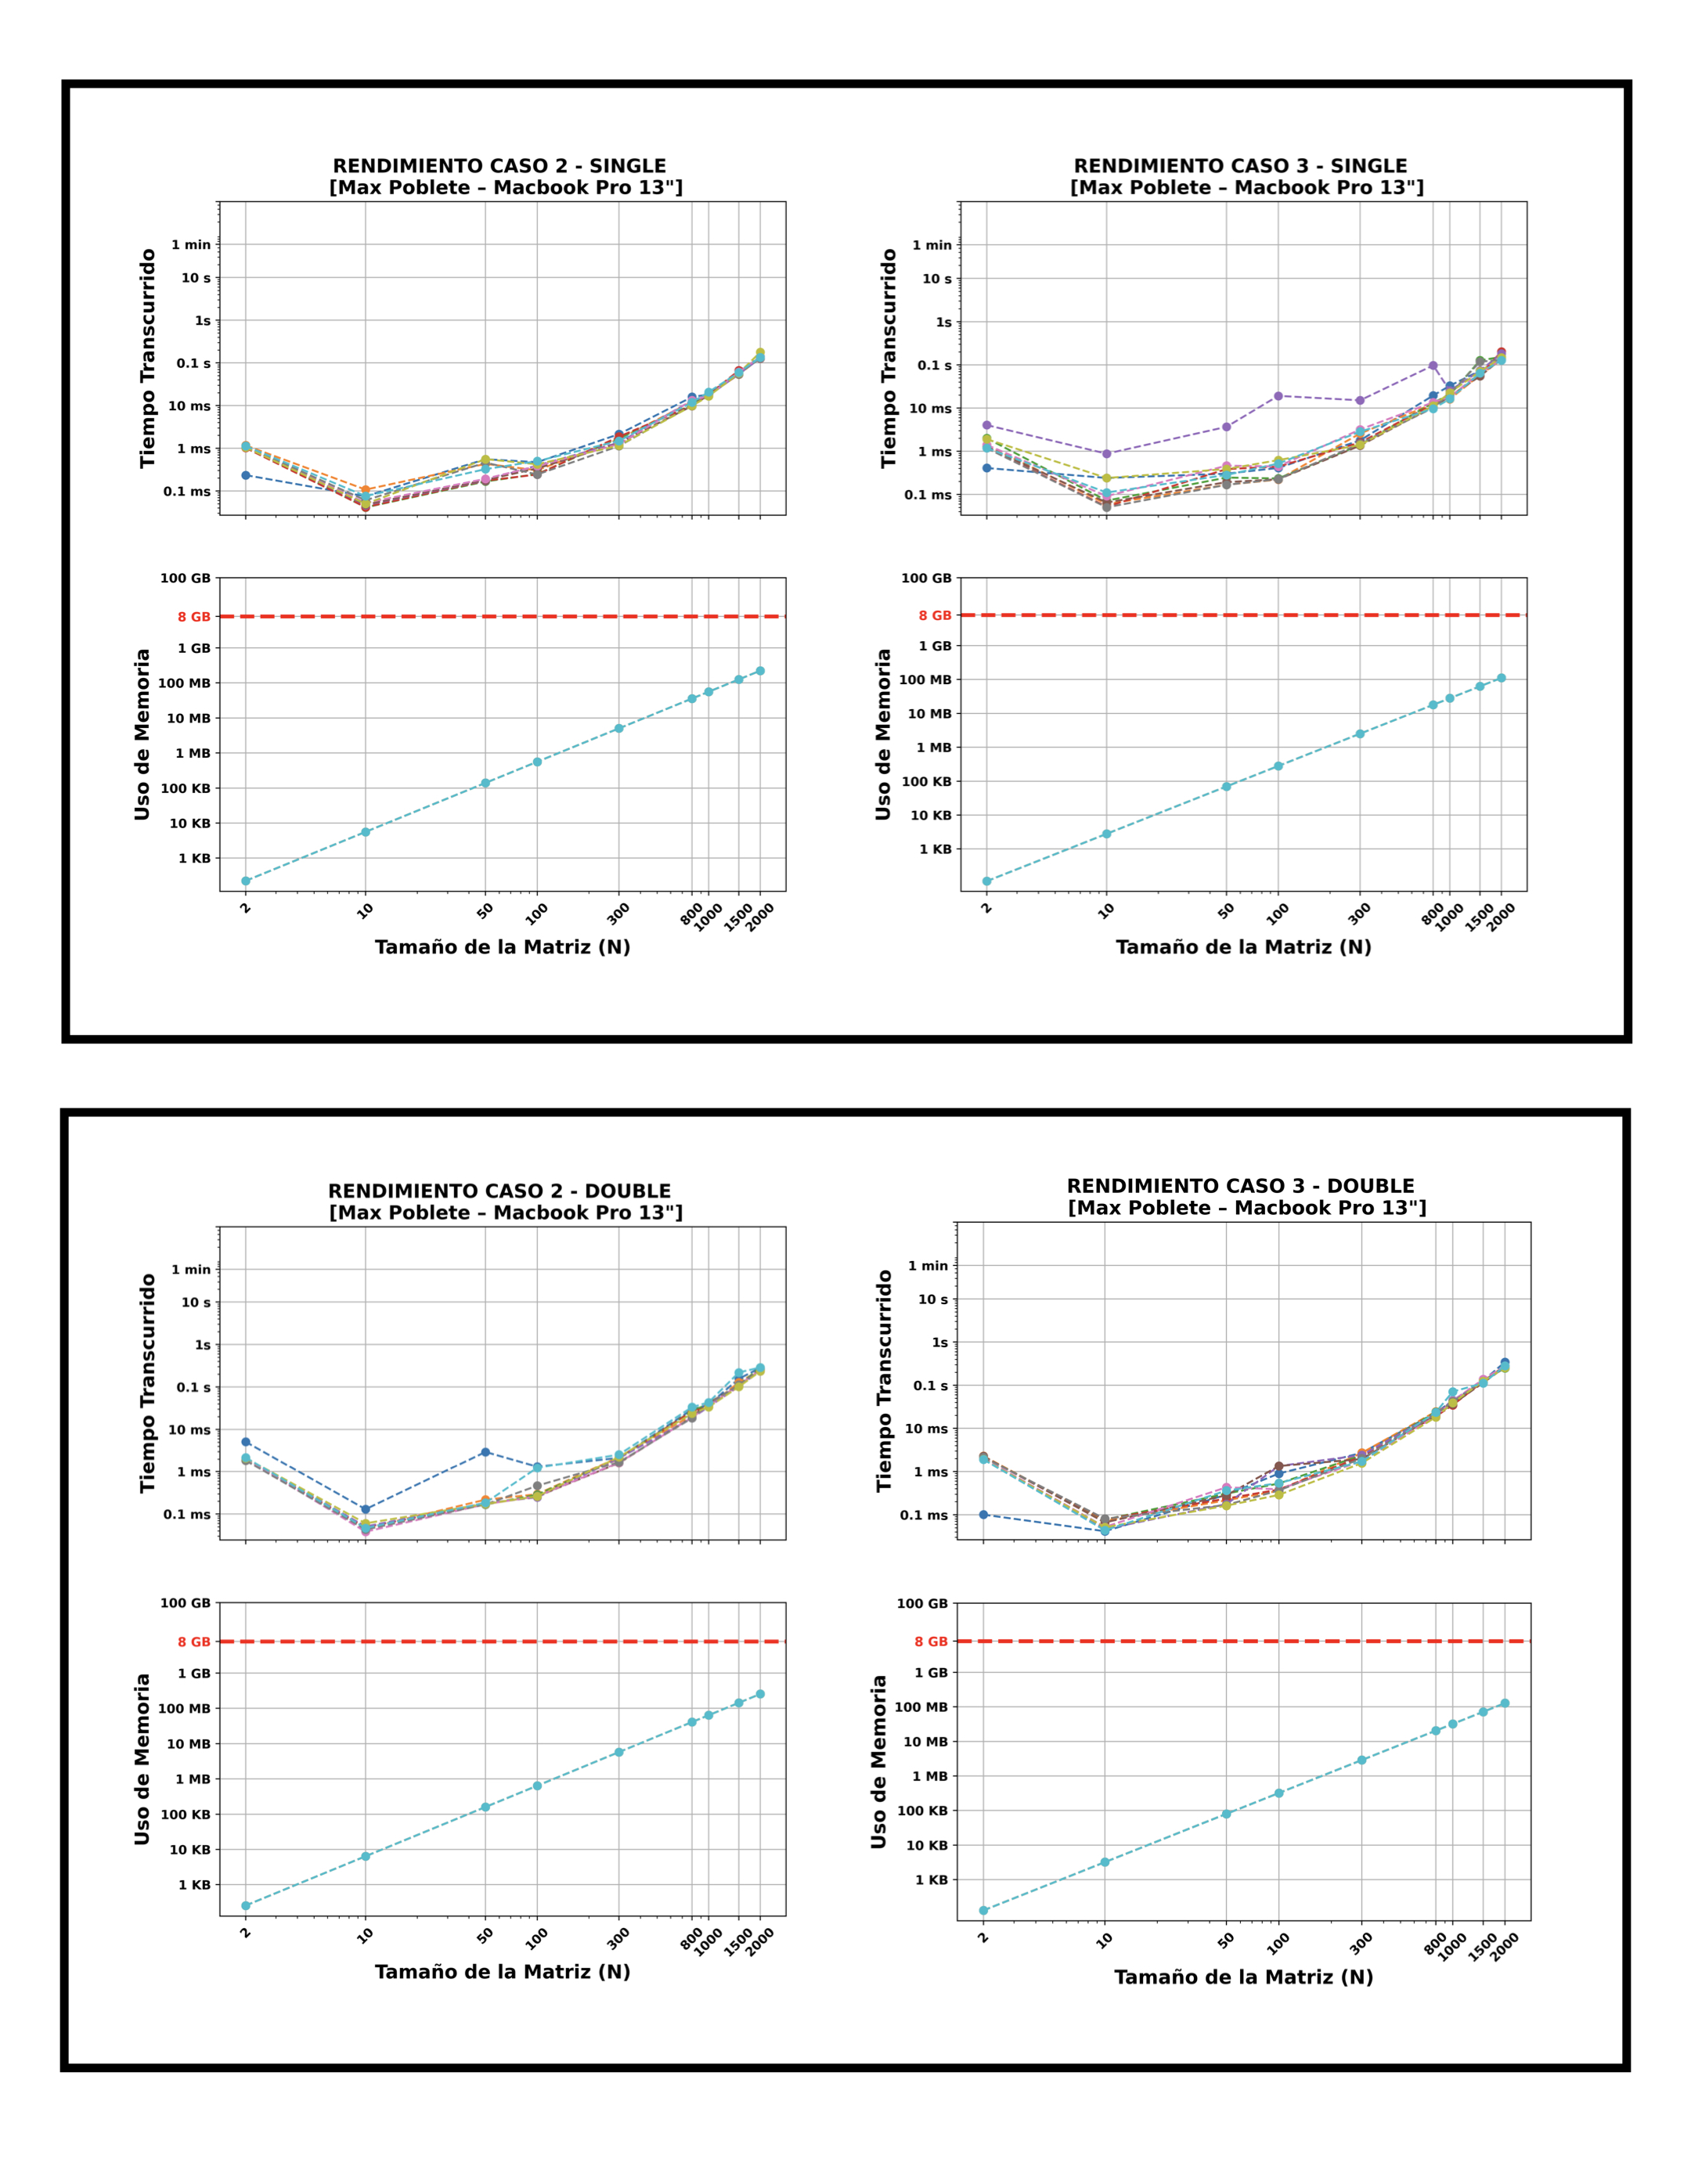 RENDIMIENTO CASO 2 - SINGLE
[Max Poblete – Macbook Pro 13"]
Tiempo Transcurrido
1 min
10 s
1s
0.1 s
10 ms
1 ms
0.1 ms
Uso de Memoria
100 GB
8 GB
1 GB
100 MB
10 MB
1 MB
100 KB
10 KB
1 KB
2 10 50 100 300 800 1000 1500 2000
Tamaño de la Matriz (N)
RENDIMIENTO CASO 3 - SINGLE
[Max Poblete – Macbook Pro 13"]
Tiempo Transcurrido
1 min
10 s
1s
0.1 s
10 ms
1 ms
0.1 ms
Uso de Memoria
100 GB
8 GB
1 GB
100 MB
10 MB
1 MB
100 KB
10 KB
1 KB
2 10 50 100 300 800 1000 1500 2000
Tamaño de la Matriz (N)
RENDIMIENTO CASO 2 - DOUBLE
[Max Poblete – Macbook Pro 13"]
Tiempo Transcurrido
1 min
10 s
1s
0.1 s
10 ms
1 ms
0.1 ms
Uso de Memoria
100 GB
8 GB
1 GB
100 MB
10 MB
1 MB
100 KB
10 KB
1 KB
2 10 50 100 300 800 1000 1500 2000
Tamaño de la Matriz (N)
RENDIMIENTO CASO 3 - DOUBLE
[Max Poblete – Macbook Pro 13"]
Tiempo Transcurrido
1 min
10 s
1s
0.1 s
10 ms
1 ms
0.1 ms
Uso de Memoria
100 GB
8 GB
1 GB
100 MB
10 MB
1 MB
100 KB
10 KB
1 KB
2 10 50 100 300 800 1000 1500 2000
Tamaño de la Matriz (N)